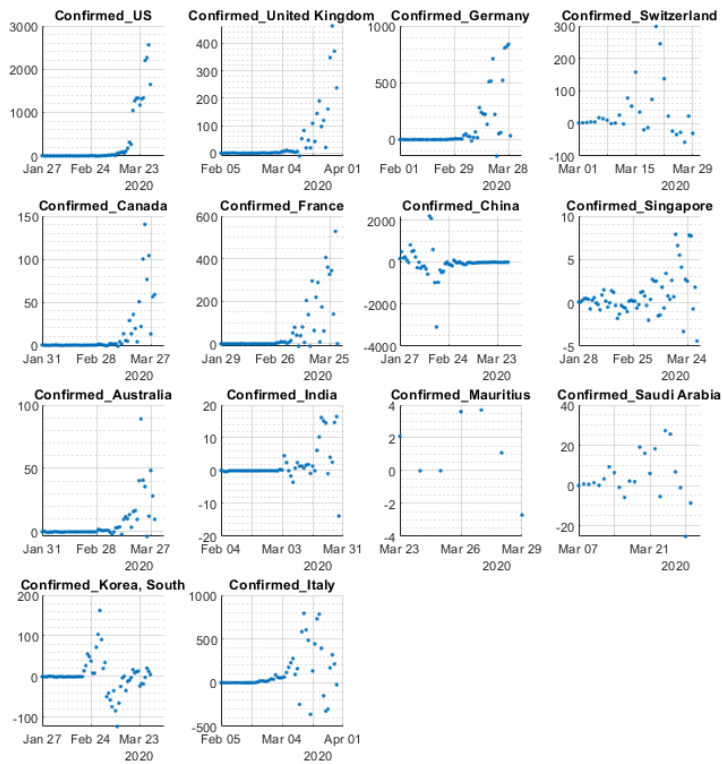 Confirmed_US
3000
2000
1000
0
Jan 27 Feb 24 Mar 23
2020
Confirmed_United Kingdom
400
300
200
100
0
Feb 05 Mar 04 Apr 01
2020
Confirmed_Germany
1000
500
0
Feb 01 Feb 29 Mar 28
2020
Confirmed_Switzerland
300
200
100
0
-100
Mar 01 Mar 15 Mar 29
2020
Confirmed_Canada
150
100
50
0
Jan 31 Feb 28 Mar 27
2020
Confirmed_France
600
400
200
0
Jan 29 Feb 26 Mar 25
2020
Confirmed_China
2000
0
-2000
-4000
Jan 27 Feb 24 Mar 23
2020
Confirmed_Singapore
10
5
0
-5
Jan 28 Feb 25 Mar 24
2020
Confirmed_Australia
100
50
0
Jan 31 Feb 28 Mar 27
2020
Confirmed_India
20
10
0
-10
-20
Feb 04 Mar 03 Mar 31
2020
Confirmed_Mauritius
4
2
0
-2
-4
Mar 23 Mar 26 Mar 29
2020
Confirmed_Saudi Arabia
40
20
0
-20
Mar 07 Mar 21
2020
Confirmed_Korea, South
200
100
0
-100
Jan 27 Feb 24 Mar 23
2020
Confirmed_Italy
1000
500
0
-500
Feb 05 Mar 04 Apr 01
2020